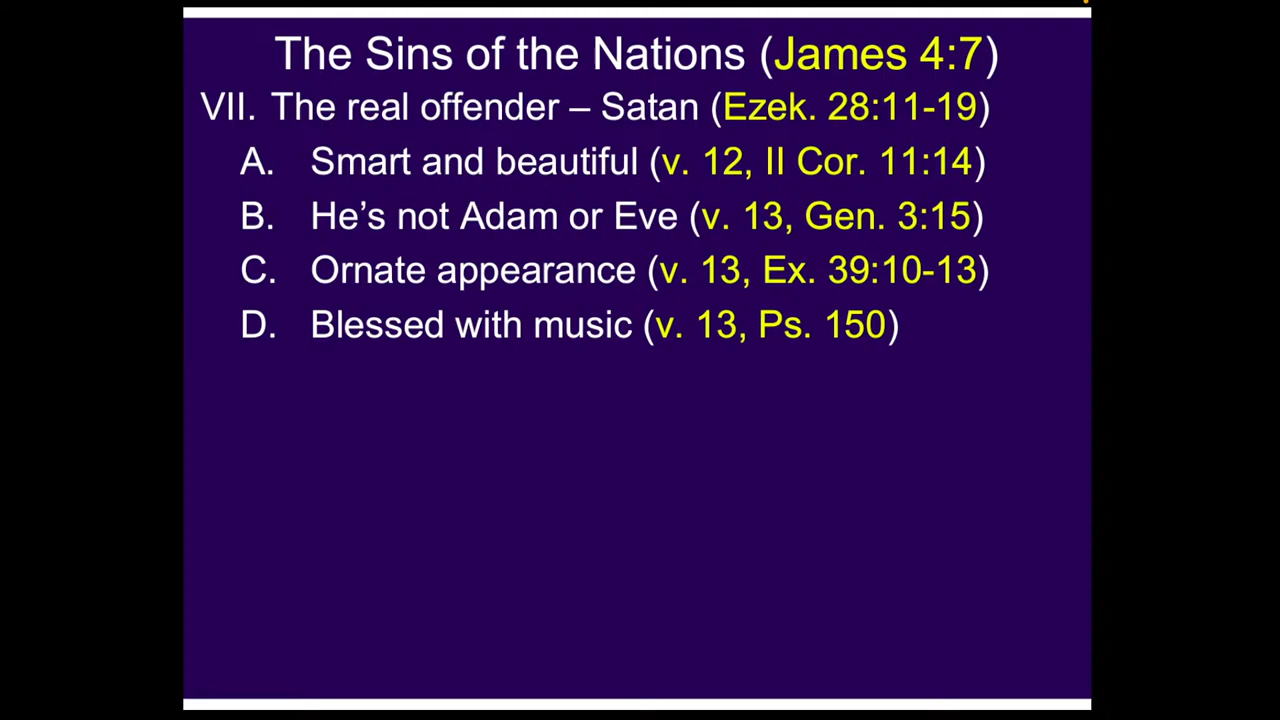 The Sins of the Nations (James 4:7)
VII. The real offender – Satan (Ezek. 28:11-19)
A. Smart and beautiful (v. 12, II Cor. 11:14)
B. He’s not Adam or Eve (v. 13, Gen. 3:15)
C. Ornate appearance (v. 13, Ex. 39:10-13)
D. Blessed with music (v. 13, Ps. 150)